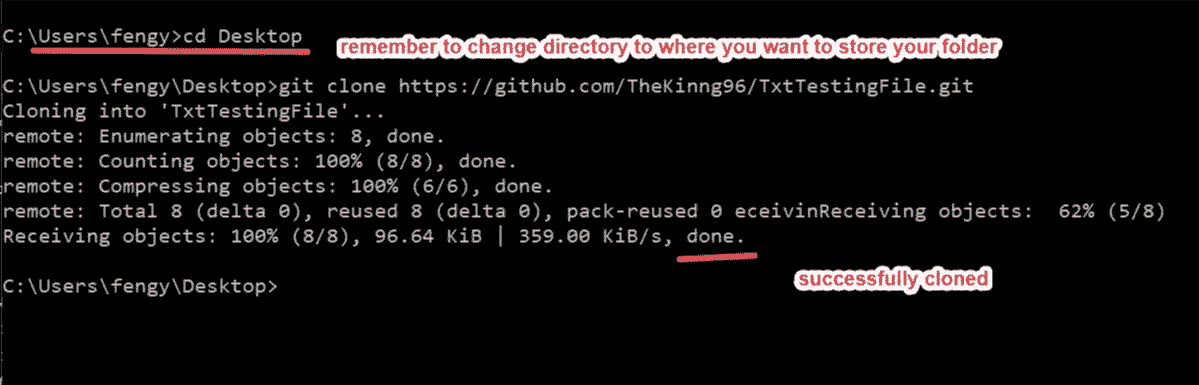 C:\Users\fengy>cd Desktop
remember to change directory to where you want to store your folder
C:\Users\fengy\Desktop>git clone https://github.com/TheKinng96/TxtTestingFile.git
Cloning into 'TxtTestingFile'...
remote: Enumerating objects: 8, done.
remote: Counting objects: 100% (8/8), done.
remote: Compressing objects: 100% (6/6), done.
remote: Total 8 (delta 0), reused 8 (delta 0), pack-reused 0 eceivinReceiving objects:  62% (5/8)
Receiving objects: 100% (8/8), 96.64 KiB | 359.00 KiB/s, done.
successfully cloned
C:\Users\fengy\Desktop>